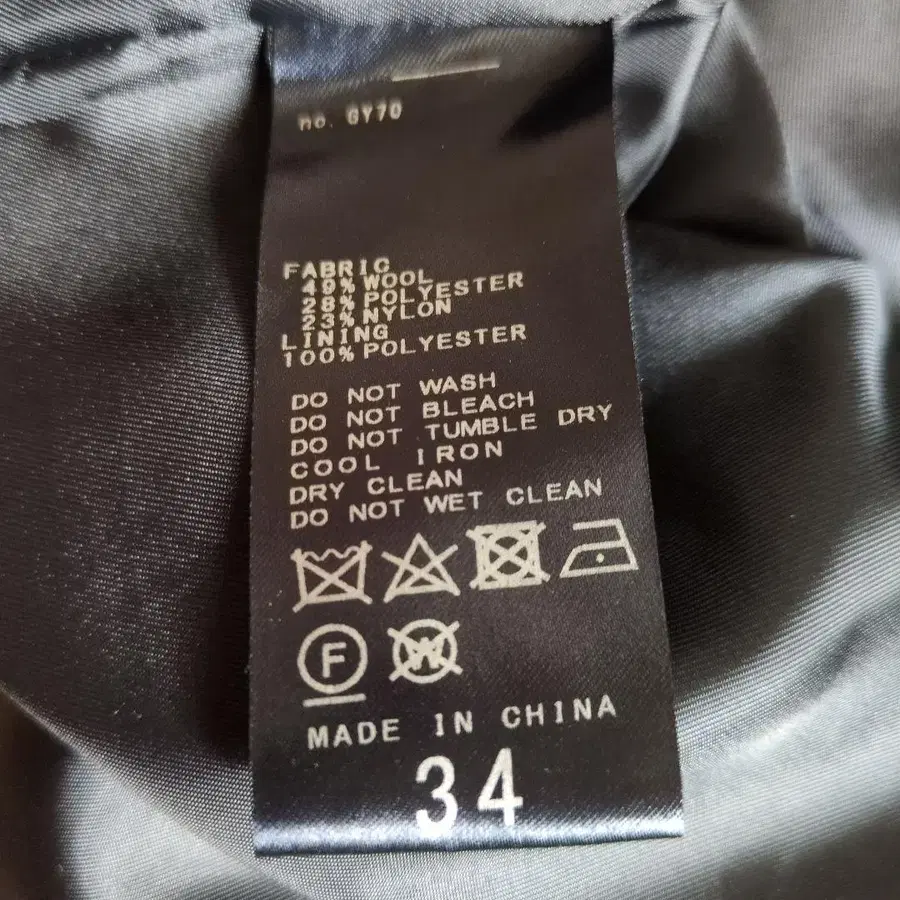 no. GY70
FABRIC
49% WOOL
28% POLYESTER
23% NYLON
LINING
100% POLYESTER
DO NOT WASH
DO NOT BLEACH
DO NOT TUMBLE DRY
COOL IRON
DRY CLEAN
DO NOT WET CLEAN
F W
MADE IN CHINA
34